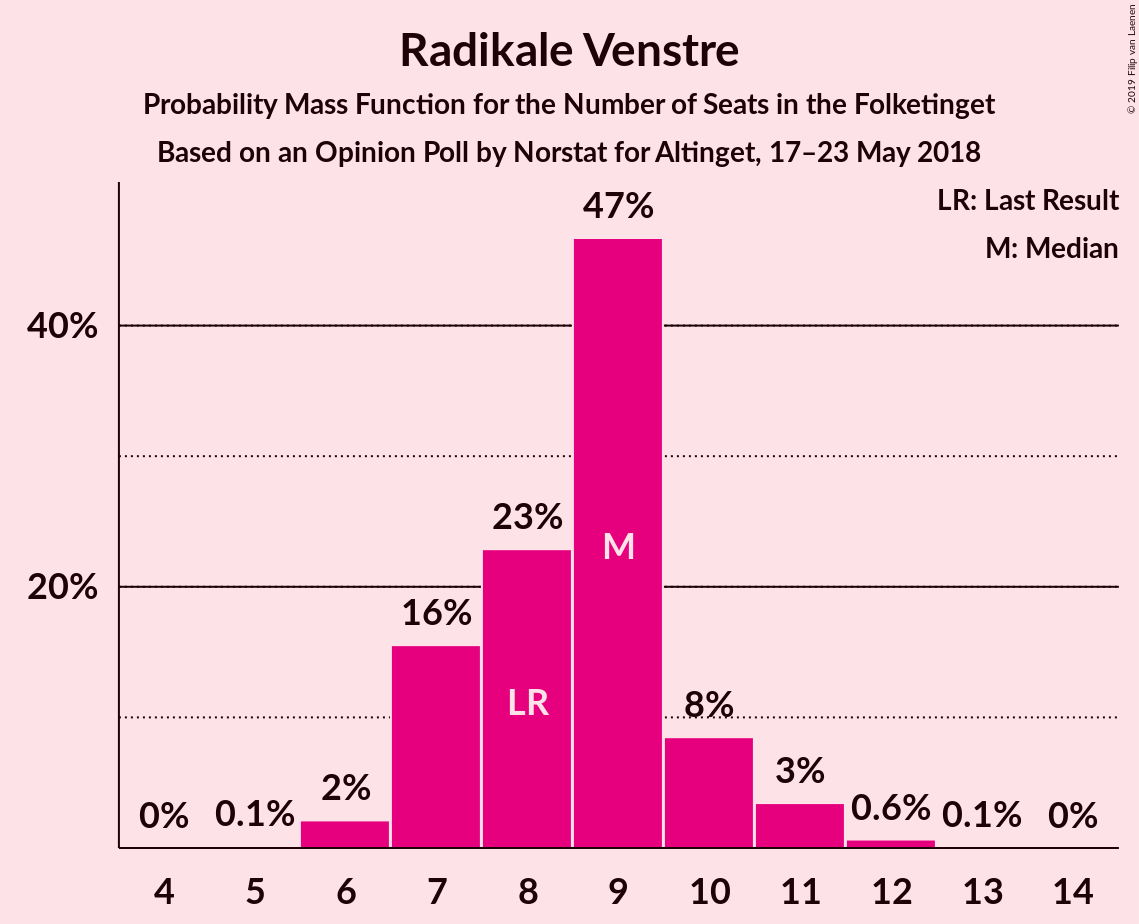 Radikale Venstre
Probability Mass Function for the Number of Seats in the Folketinget
Based on an Opinion Poll by Norstat for Altinget, 17–23 May 2018
© 2019 Filip van Laenen
LR: Last Result
M: Median
47%
40%
23%
M
20%
16%
LR
8%
3%
2%
0.6%
0%
0.1%
0.1%
0%
4 5 6 7 8 9 10 11 12 13 14